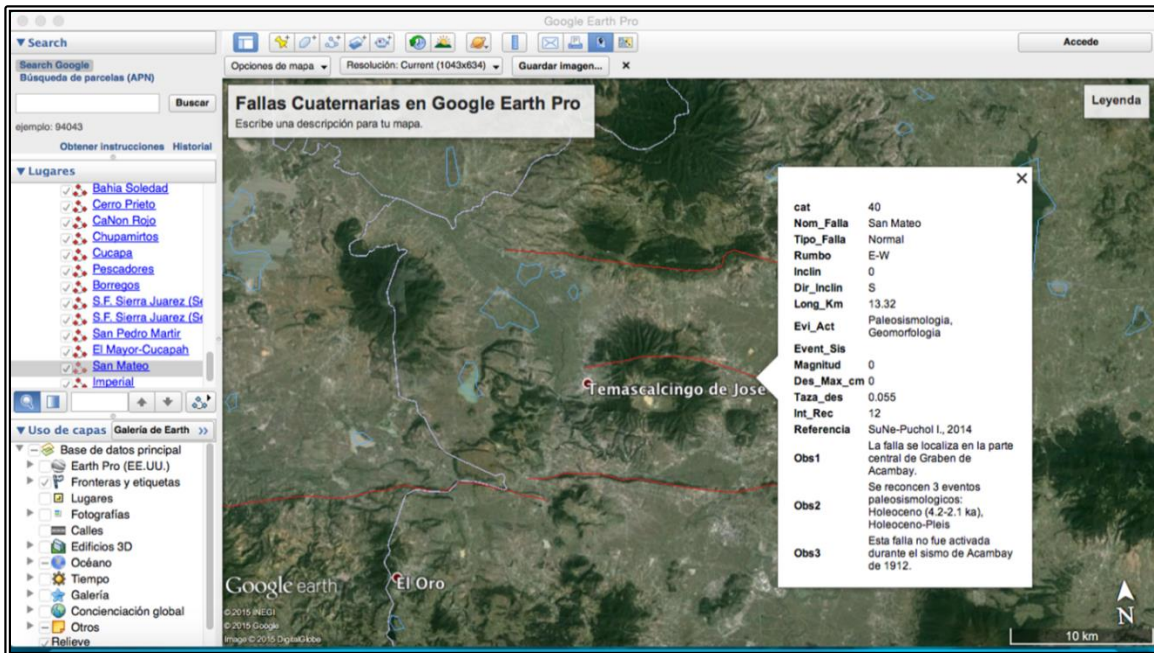 Google Earth Pro
▼ Search
Search Google
Búsqueda de parcelas (APN)
Buscar
ejemplo: 94043
Obtener instrucciones Historial
▼ Lugares
Bahia Soledad
Cerro Prieto
CaNon Rojo
Chupamirtos
Cucapa
Pescadores
Borregos
S.F. Sierra Juarez (Se
S.F. Sierra Juarez (Se
San Pedro Martir
El Mayor-Cucapah
San Mateo
Imperial
▼ Uso de capas Galería de Earth >>
Base de datos principal
Earth Pro (EE.UU.)
Fronteras y etiquetas
Lugares
Fotografías
Calles
Edificios 3D
Océano
Tiempo
Galería
Concienciación global
Otros
Relieve
Accede
Opciones de mapa Resolución: Current (1043x634) Guardar imagen...
Fallas Cuaternarias en Google Earth Pro
Escribe una descripción para tu mapa.
Leyenda
cat 40
Nom_Falla San Mateo
Tipo_Falla Normal
Rumbo E-W
Inclin 0
Dir_Inclin S
Long_Km 13.32
Evi_Act Paleosismologia,
Geomorfologia
Event_Sis
Magnitud 0
Des_Max_cm 0
Taza_des 0.055
Int_Rec 12
Referencia SuNe-Puchol I., 2014
Obs1 La falla se localiza en la parte
central de Graben de
Acambay.
Obs2 Se reconcen 3 eventos
paleosismologicos:
Holeoceno (4.2-2.1 ka),
Holeoceno-Pleis
Obs3 Esta falla no fue activada
durante el sismo de Acambay
de 1912.
Temascalcingo de José
El Oro
Google earth
© 2015 INEGI
© 2015 Google
Image © 2015 DigitalGlobe
N
10 km